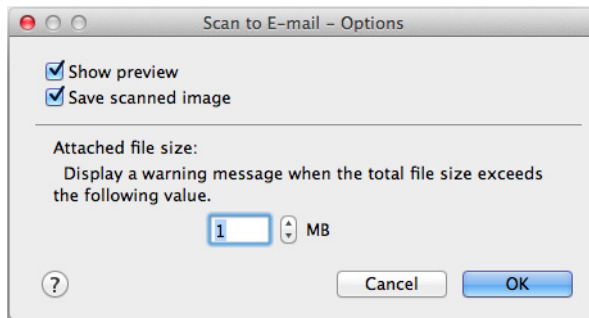 Scan to E-mail – Options
Show preview
Save scanned image
Attached file size:
Display a warning message when the total file size exceeds
the following value.
1 MB
?
Cancel OK